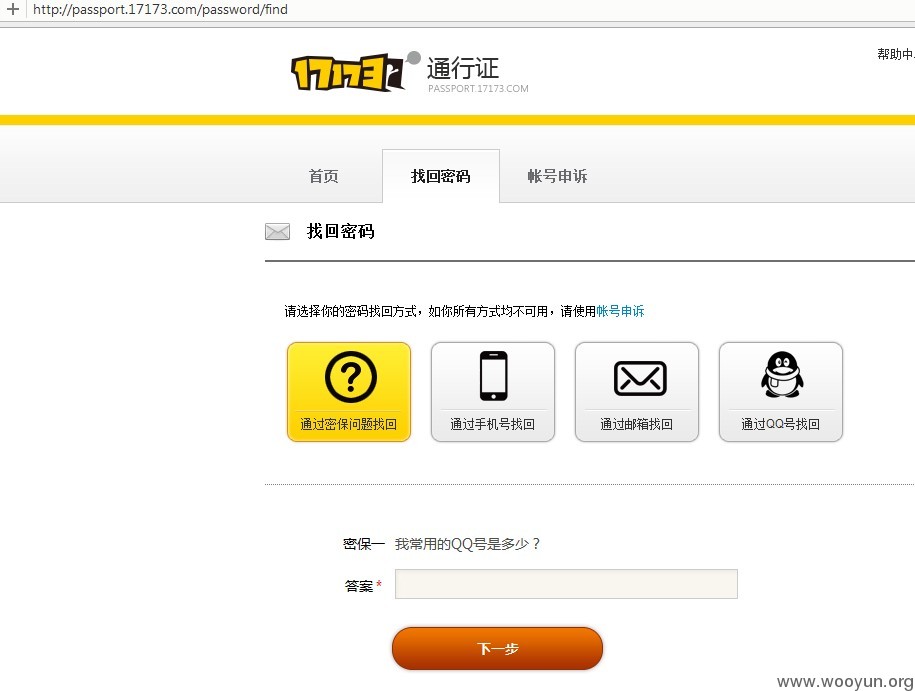 http://passport.17173.com/password/find
17173 通行证
PASSPORT.17173.COM
帮助中
首页 找回密码 帐号申诉
找回密码
请选择你的密码找回方式，如你所有方式均不可用，请使用帐号申诉
通过密保问题找回 通过手机号找回 通过邮箱找回 通过QQ号找回
密保一 我常用的QQ号是多少？
答案*
下一步
www.wooyun.org